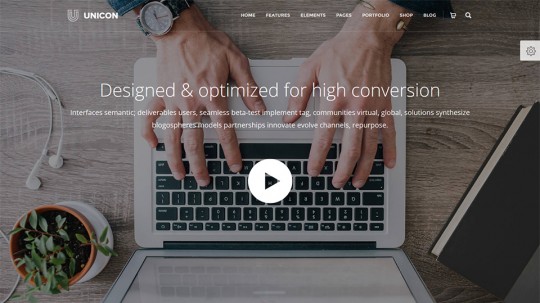 UNICON
HOME FEATURES ELEMENTS PAGES PORTFOLIO SHOP BLOG
Designed & optimized for high conversion
Interfaces semantic; deliverables users, seamless beta-test implement tag, communities virtual, global, solutions synthesize
blogospheres models partnerships innovate evolve channels, repurpose.